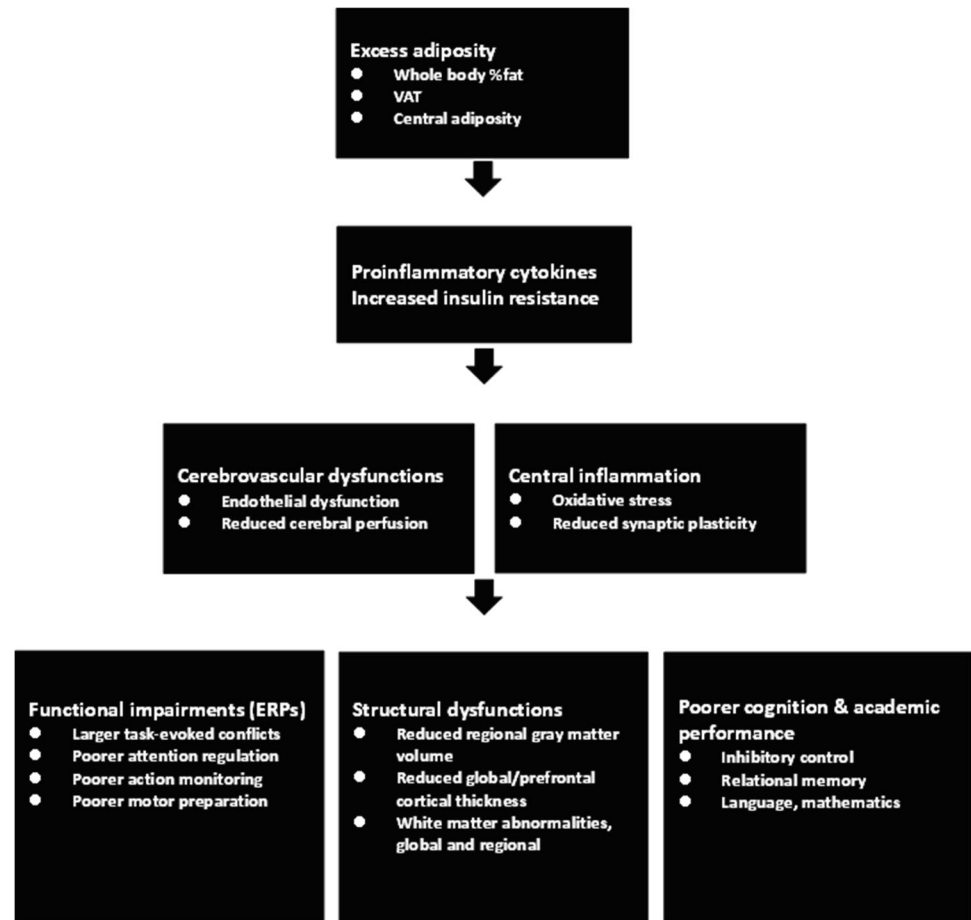 Excess adiposity
● Whole body %fat
● VAT
● Central adiposity
Proinflammatory cytokines
Increased insulin resistance
Cerebrovascular dysfunctions
● Endothelial dysfunction
● Reduced cerebral perfusion
Central inflammation
● Oxidative stress
● Reduced synaptic plasticity
Functional impairments (ERPs)
● Larger task-evoked conflicts
● Poorer attention regulation
● Poorer action monitoring
● Poorer motor preparation
Structural dysfunctions
● Reduced regional gray matter
volume
● Reduced global/prefrontal
cortical thickness
● White matter abnormalities,
global and regional
Poorer cognition & academic
performance
● Inhibitory control
● Relational memory
● Language, mathematics